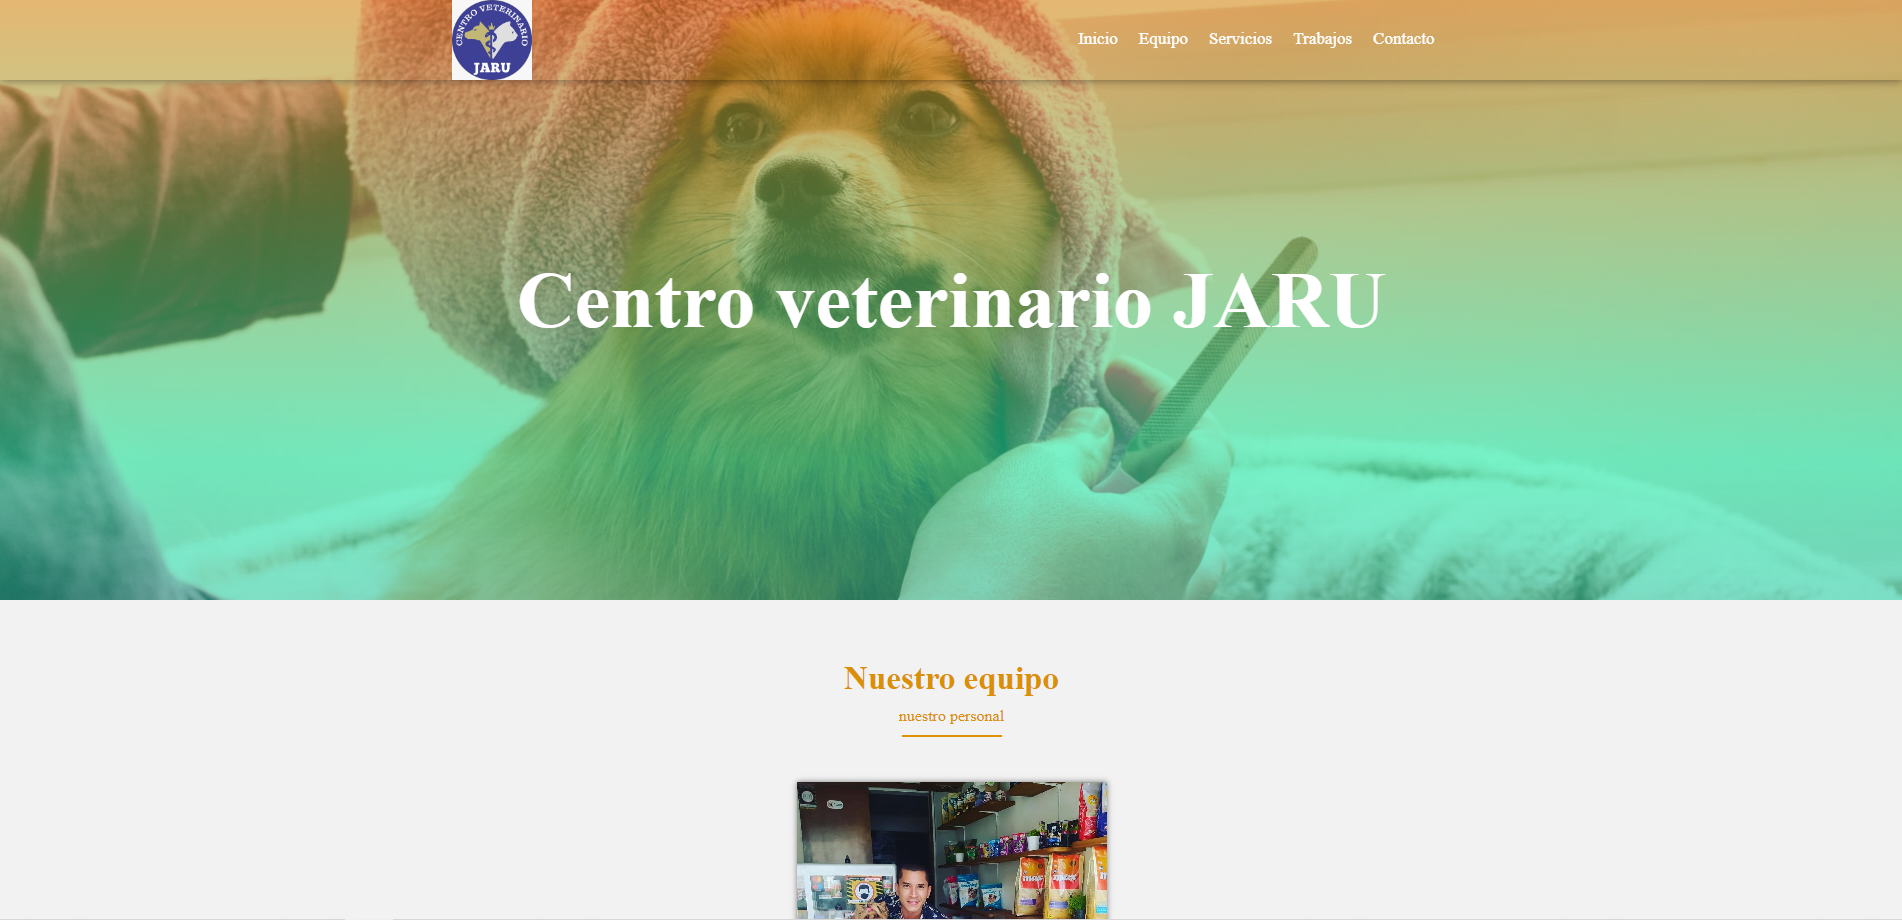 CENTRO VETERINARIO
JARU
Inicio Equipo Servicios Trabajos Contacto
Centro veterinario JARU
Nuestro equipo
nuestro personal